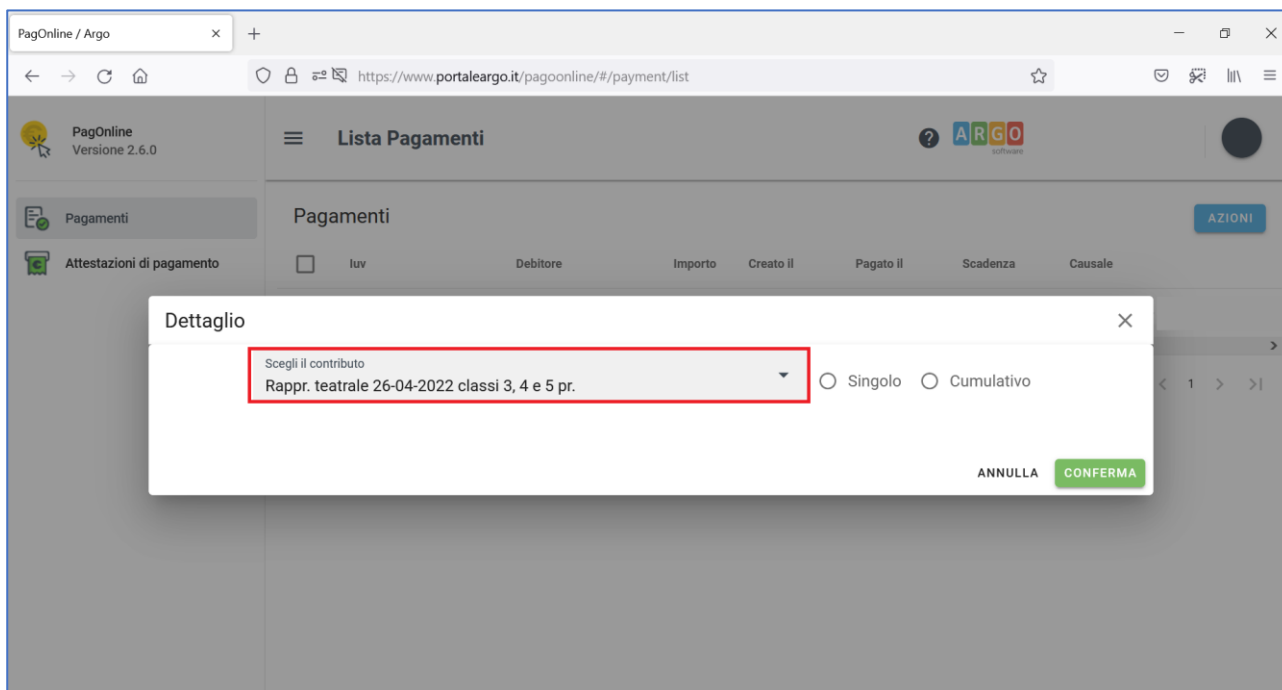 PagOnline / Argo
https://www.portaleargo.it/pagoonline/#/payment/list
PagOnline
Versione 2.6.0
Lista Pagamenti
ARGO
software
Pagamenti
Attestazioni di pagamento
Pagamenti
AZIONI
Iuv Debitore Importo Creato il Pagato il Scadenza Causale
Dettaglio
Scegli il contributo
Rappr. teatrale 26-04-2022 classi 3, 4 e 5 pr.
Singolo Cumulativo
1
ANNULLA CONFERMA